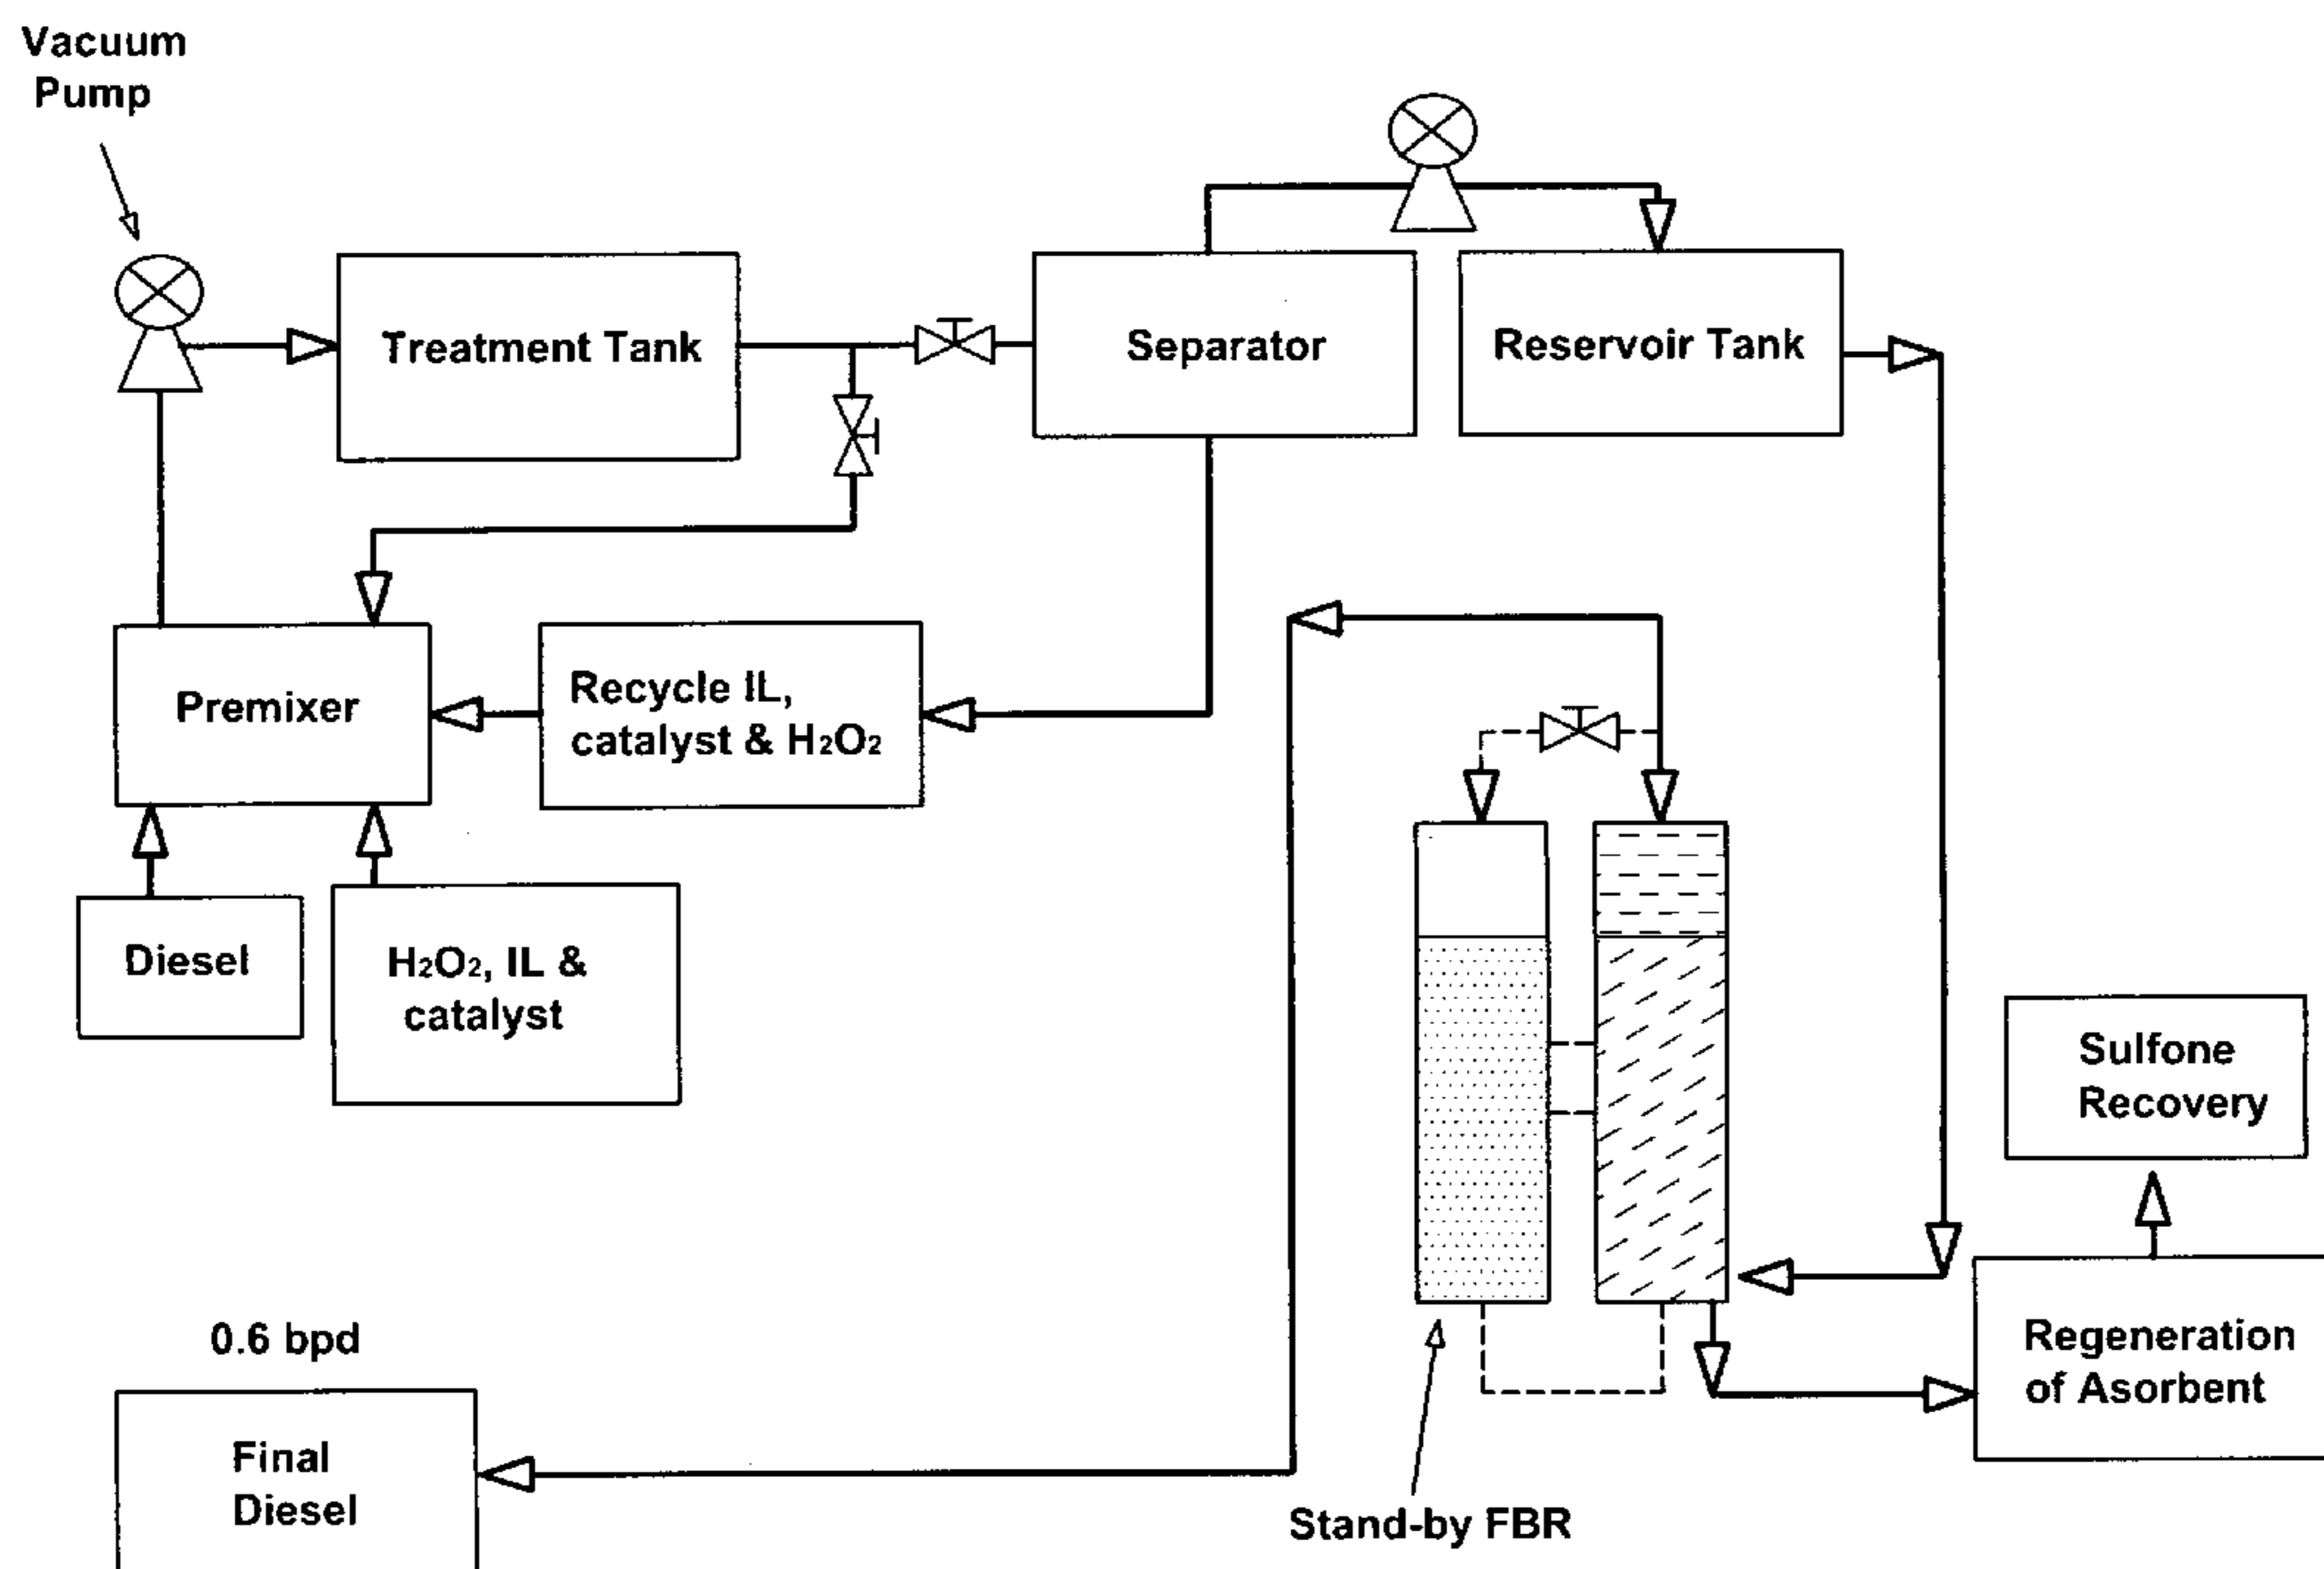 Vacuum
Pump
Treatment Tank
Separator
Reservoir Tank
Premixer
Recycle IL,
catalyst & H₂O₂
Diesel
H₂O₂, IL &
catalyst
Sulfone
Recovery
Regeneration
of Asorbent
0.6 bpd
Final
Diesel
Stand-by FBR